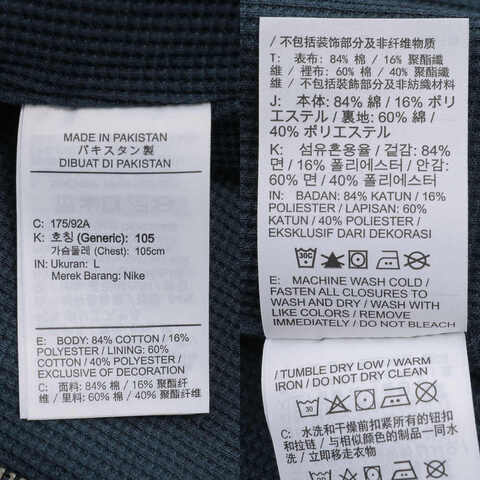 MADE IN PAKISTAN
パキスタン製
DIBUAT DI PAKISTAN
C: 175/92A
K: 호칭 (Generic): 105
가슴둘레 (Chest): 105cm
IN: Ukuran: L
Merek Barang: Nike
E: BODY: 84% COTTON / 16%
POLYESTER / LINING: 60%
COTTON / 40% POLYESTER /
EXCLUSIVE OF DECORATION
C: 面料: 84% 棉 / 16% 聚酯纤
维 / 里料: 60% 棉 / 40% 聚酯纤维
/ 不包括装饰部分及非纤维物质
T: 表布: 84% 棉 / 16% 聚酯纖
維 / 裡布: 60% 棉 / 40% 聚酯纖
維 / 不包括裝飾部分及非紡織材料
J: 本体: 84% 綿 / 16% ポリ
エステル / 裏地: 60% 綿 /
40% ポリエステル
K: 섬유혼용율 / 겉감: 84%
면 / 16% 폴리에스터 / 안감:
60% 면 / 40% 폴리에스터
IN: BADAN: 84% KATUN / 16%
POLIESTER / LAPISAN: 60%
KATUN / 40% POLIESTER /
EKSKLUSIF DARI DEKORASI
30C
E: MACHINE WASH COLD /
FASTEN ALL CLOSURES TO
WASH AND DRY / WASH WITH
LIKE COLORS / REMOVE
IMMEDIATELY / DO NOT BLEACH
/ TUMBLE DRY LOW / WARM
IRON / DO NOT DRY CLEAN
30
C: 水洗和干燥前扣紧所有的钮扣
和拉链 / 与相似颜色的制品一同水
洗 / 立即移走衣物